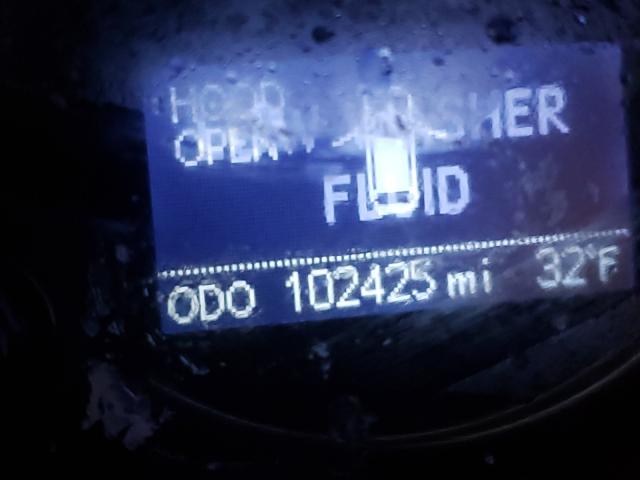 HOOD
OPEN
WASHER
FLUID
ODO 102425 mi 32°F